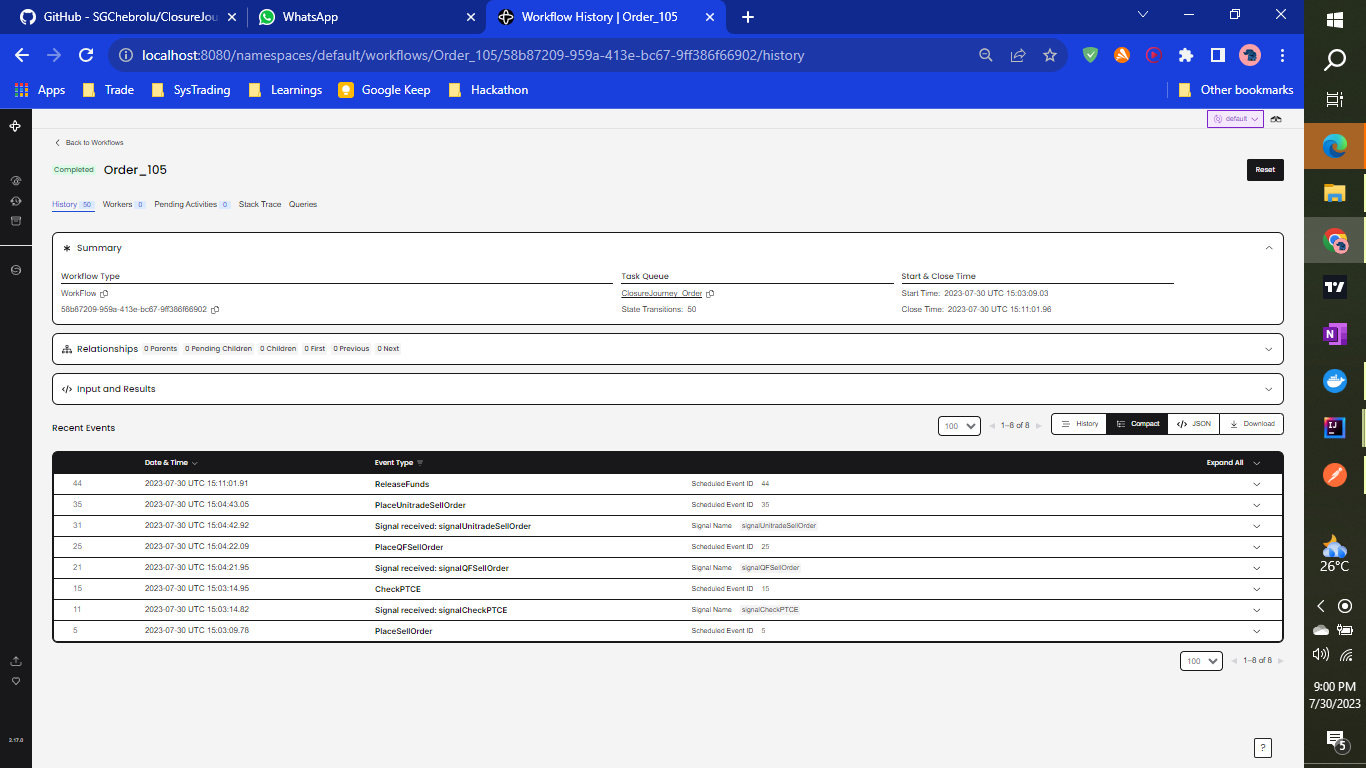 GitHub - SGChebrolu/ClosureJou
WhatsApp
Workflow History | Order_105
localhost:8080/namespaces/default/workflows/Order_105/58b87209-959a-413e-bc67-9ff386f66902/history
Apps Trade SysTrading Learnings Google Keep Hackathon Other bookmarks
default
Back to Workflows
Completed Order_105
Reset
History 50 Workers 0 Pending Activities 0 Stack Trace Queries
Summary
Workflow Type Task Queue Start & Close Time
WorkFlow ClosureJourney_Order Start Time: 2023-07-30 UTC 15:03:09.03
58b87209-959a-413e-bc67-9ff386f66902 State Transitions: 50 Close Time: 2023-07-30 UTC 15:11:01.96
Relationships 0 Parents 0 Pending Children 0 Children 0 First 0 Previous 0 Next
Input and Results
Recent Events 100 1–8 of 8 History Compact JSON Download
Date & Time Event Type Expand All
44 2023-07-30 UTC 15:11:01.91 ReleaseFunds Scheduled Event ID 44
35 2023-07-30 UTC 15:04:43.05 PlaceUnitradeSellOrder Scheduled Event ID 35
31 2023-07-30 UTC 15:04:42.92 Signal received: signalUnitradeSellOrder Signal Name signalUnitradeSellOrder
25 2023-07-30 UTC 15:04:22.09 PlaceQFSellOrder Scheduled Event ID 25
21 2023-07-30 UTC 15:04:21.95 Signal received: signalQFSellOrder Signal Name signalQFSellOrder
15 2023-07-30 UTC 15:03:14.95 CheckPTCE Scheduled Event ID 15
11 2023-07-30 UTC 15:03:14.82 Signal received: signalCheckPTCE Signal Name signalCheckPTCE
5 2023-07-30 UTC 15:03:09.78 PlaceSellOrder Scheduled Event ID 5
100 1–8 of 8
2.17.0
?
N
IJ
26°C
9:00 PM
7/30/2023
5